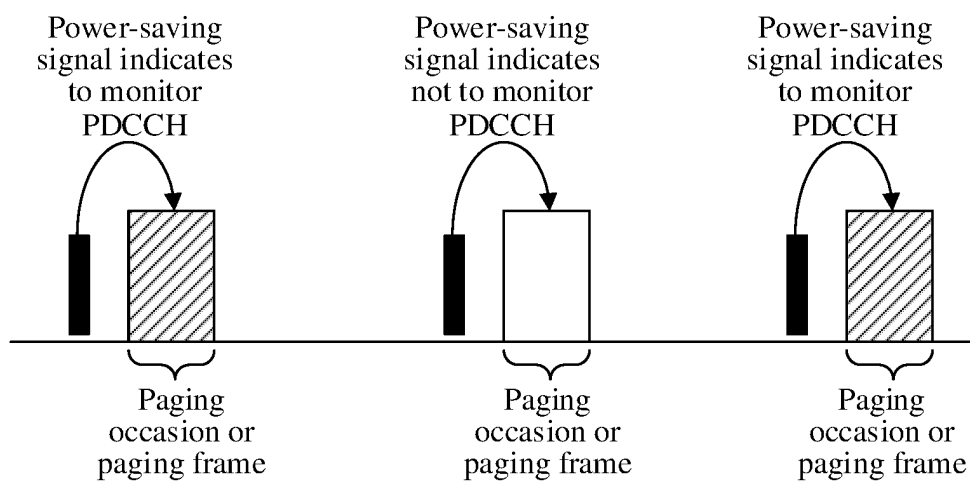 Power-saving
signal indicates
to monitor
PDCCH
Power-saving
signal indicates
not to monitor
PDCCH
Power-saving
signal indicates
to monitor
PDCCH
Paging
occasion or
paging frame
Paging
occasion or
paging frame
Paging
occasion or
paging frame